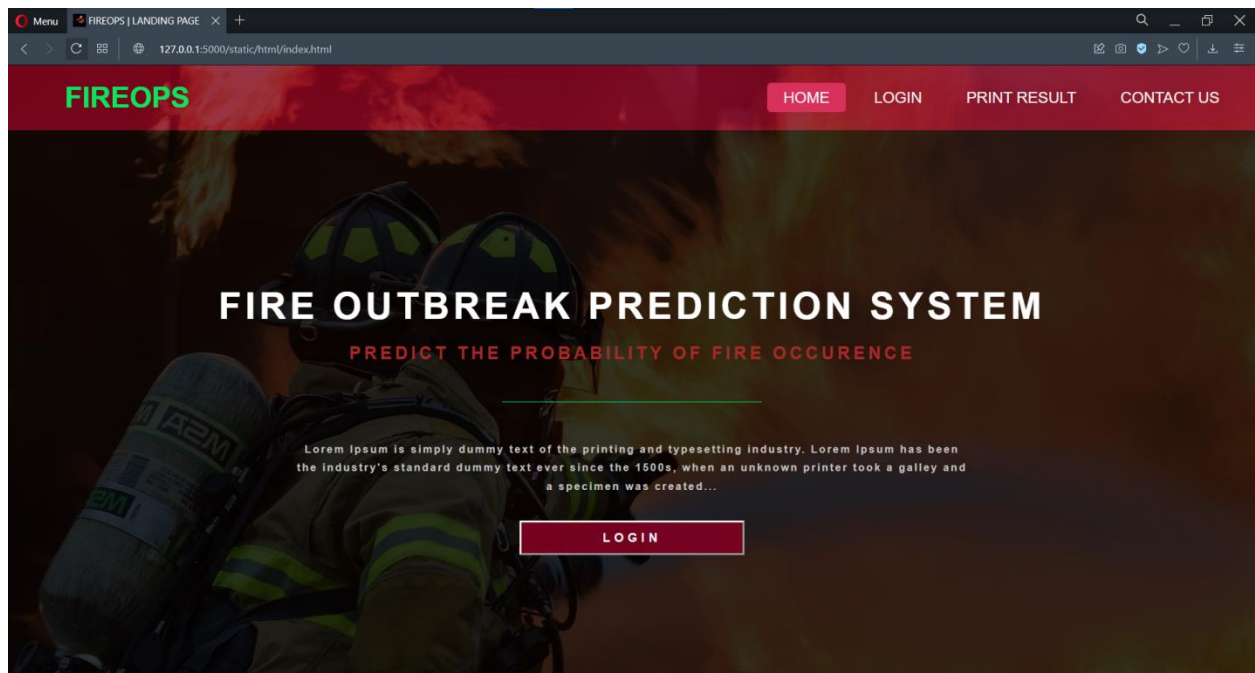 Menu
FIREOPS | LANDING PAGE
127.0.0.1:5000/static/html/index.html
FIREOPS
HOME LOGIN PRINT RESULT CONTACT US
FIRE OUTBREAK PREDICTION SYSTEM
PREDICT THE PROBABILITY OF FIRE OCCURENCE
Lorem Ipsum is simply dummy text of the printing and typesetting industry. Lorem Ipsum has been
the industry's standard dummy text ever since the 1500s, when an unknown printer took a galley and
a specimen was created...
LOGIN
MSA